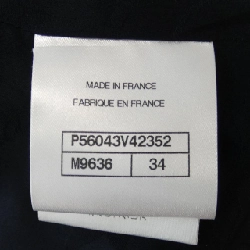 MADE IN FRANCE
FABRIQUE EN FRANCE
P56043V42352
M9636 34